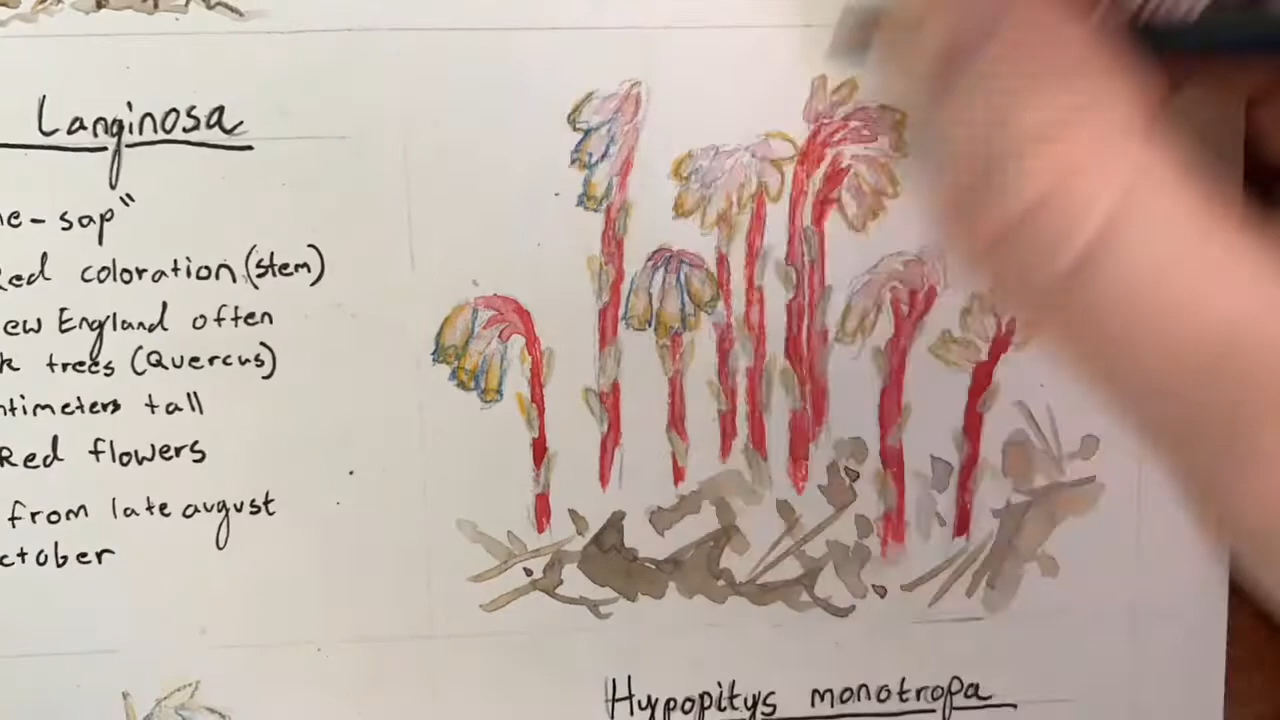 Langinosa
e-sap"
Red coloration (stem)
ew England often
k trees (Quercus)
ntimeters tall
Red flowers
from late august
ctober
Hypopitys monotropa